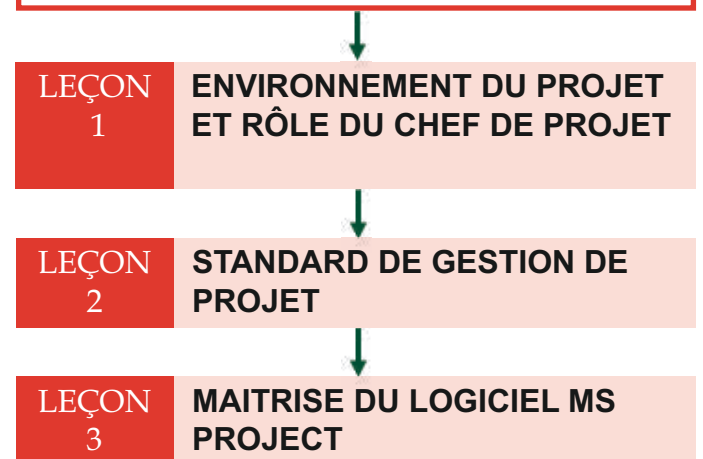 LEÇON
1
ENVIRONNEMENT DU PROJET
ET RÔLE DU CHEF DE PROJET
LEÇON
2
STANDARD DE GESTION DE
PROJET
LEÇON
3
MAITRISE DU LOGICIEL MS
PROJECT